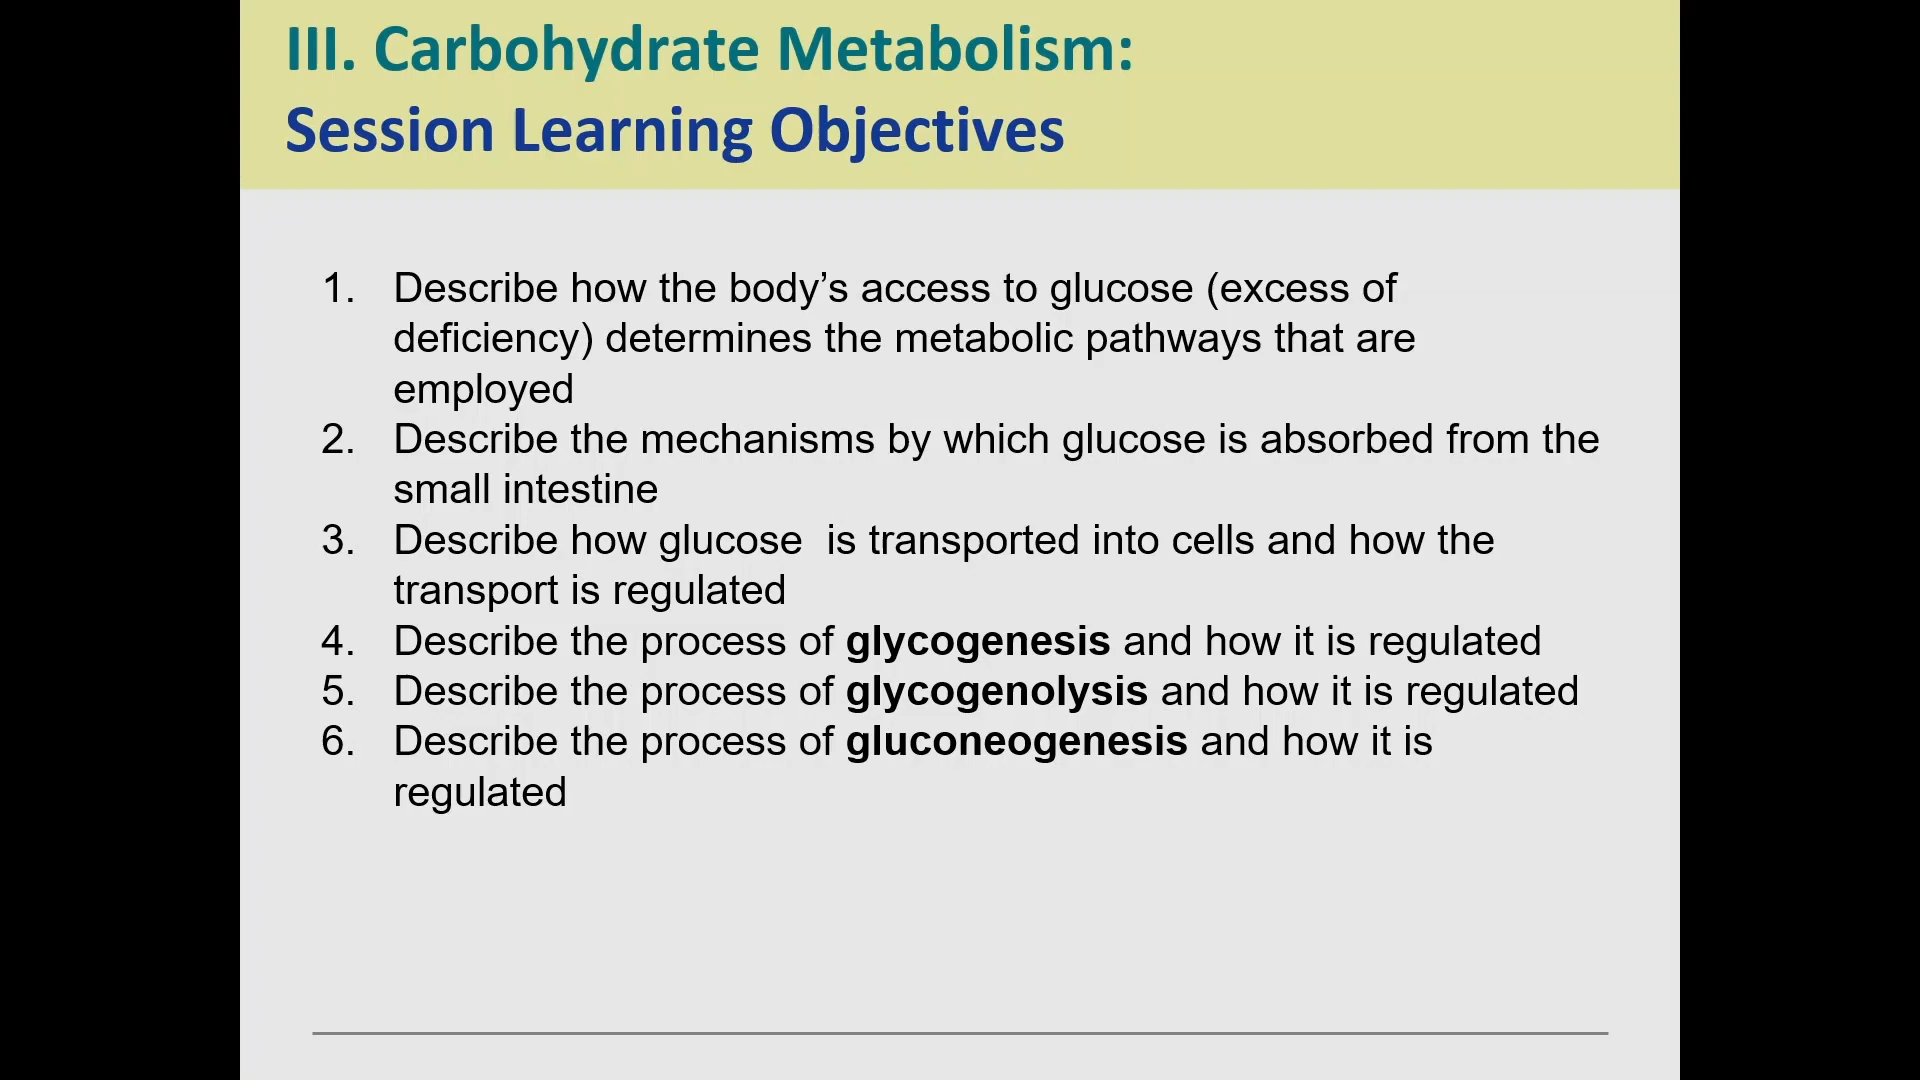 III. Carbohydrate Metabolism:
Session Learning Objectives
1. Describe how the body’s access to glucose (excess of
deficiency) determines the metabolic pathways that are
employed
2. Describe the mechanisms by which glucose is absorbed from the
small intestine
3. Describe how glucose  is transported into cells and how the
transport is regulated
4. Describe the process of glycogenesis and how it is regulated
5. Describe the process of glycogenolysis and how it is regulated
6. Describe the process of gluconeogenesis and how it is
regulated